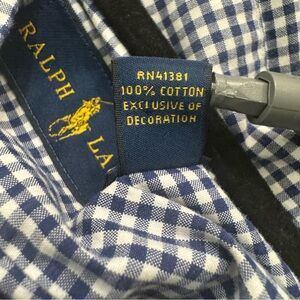 RALPH LA
RN41381
100% COTTON
EXCLUSIVE OF
DECORATION